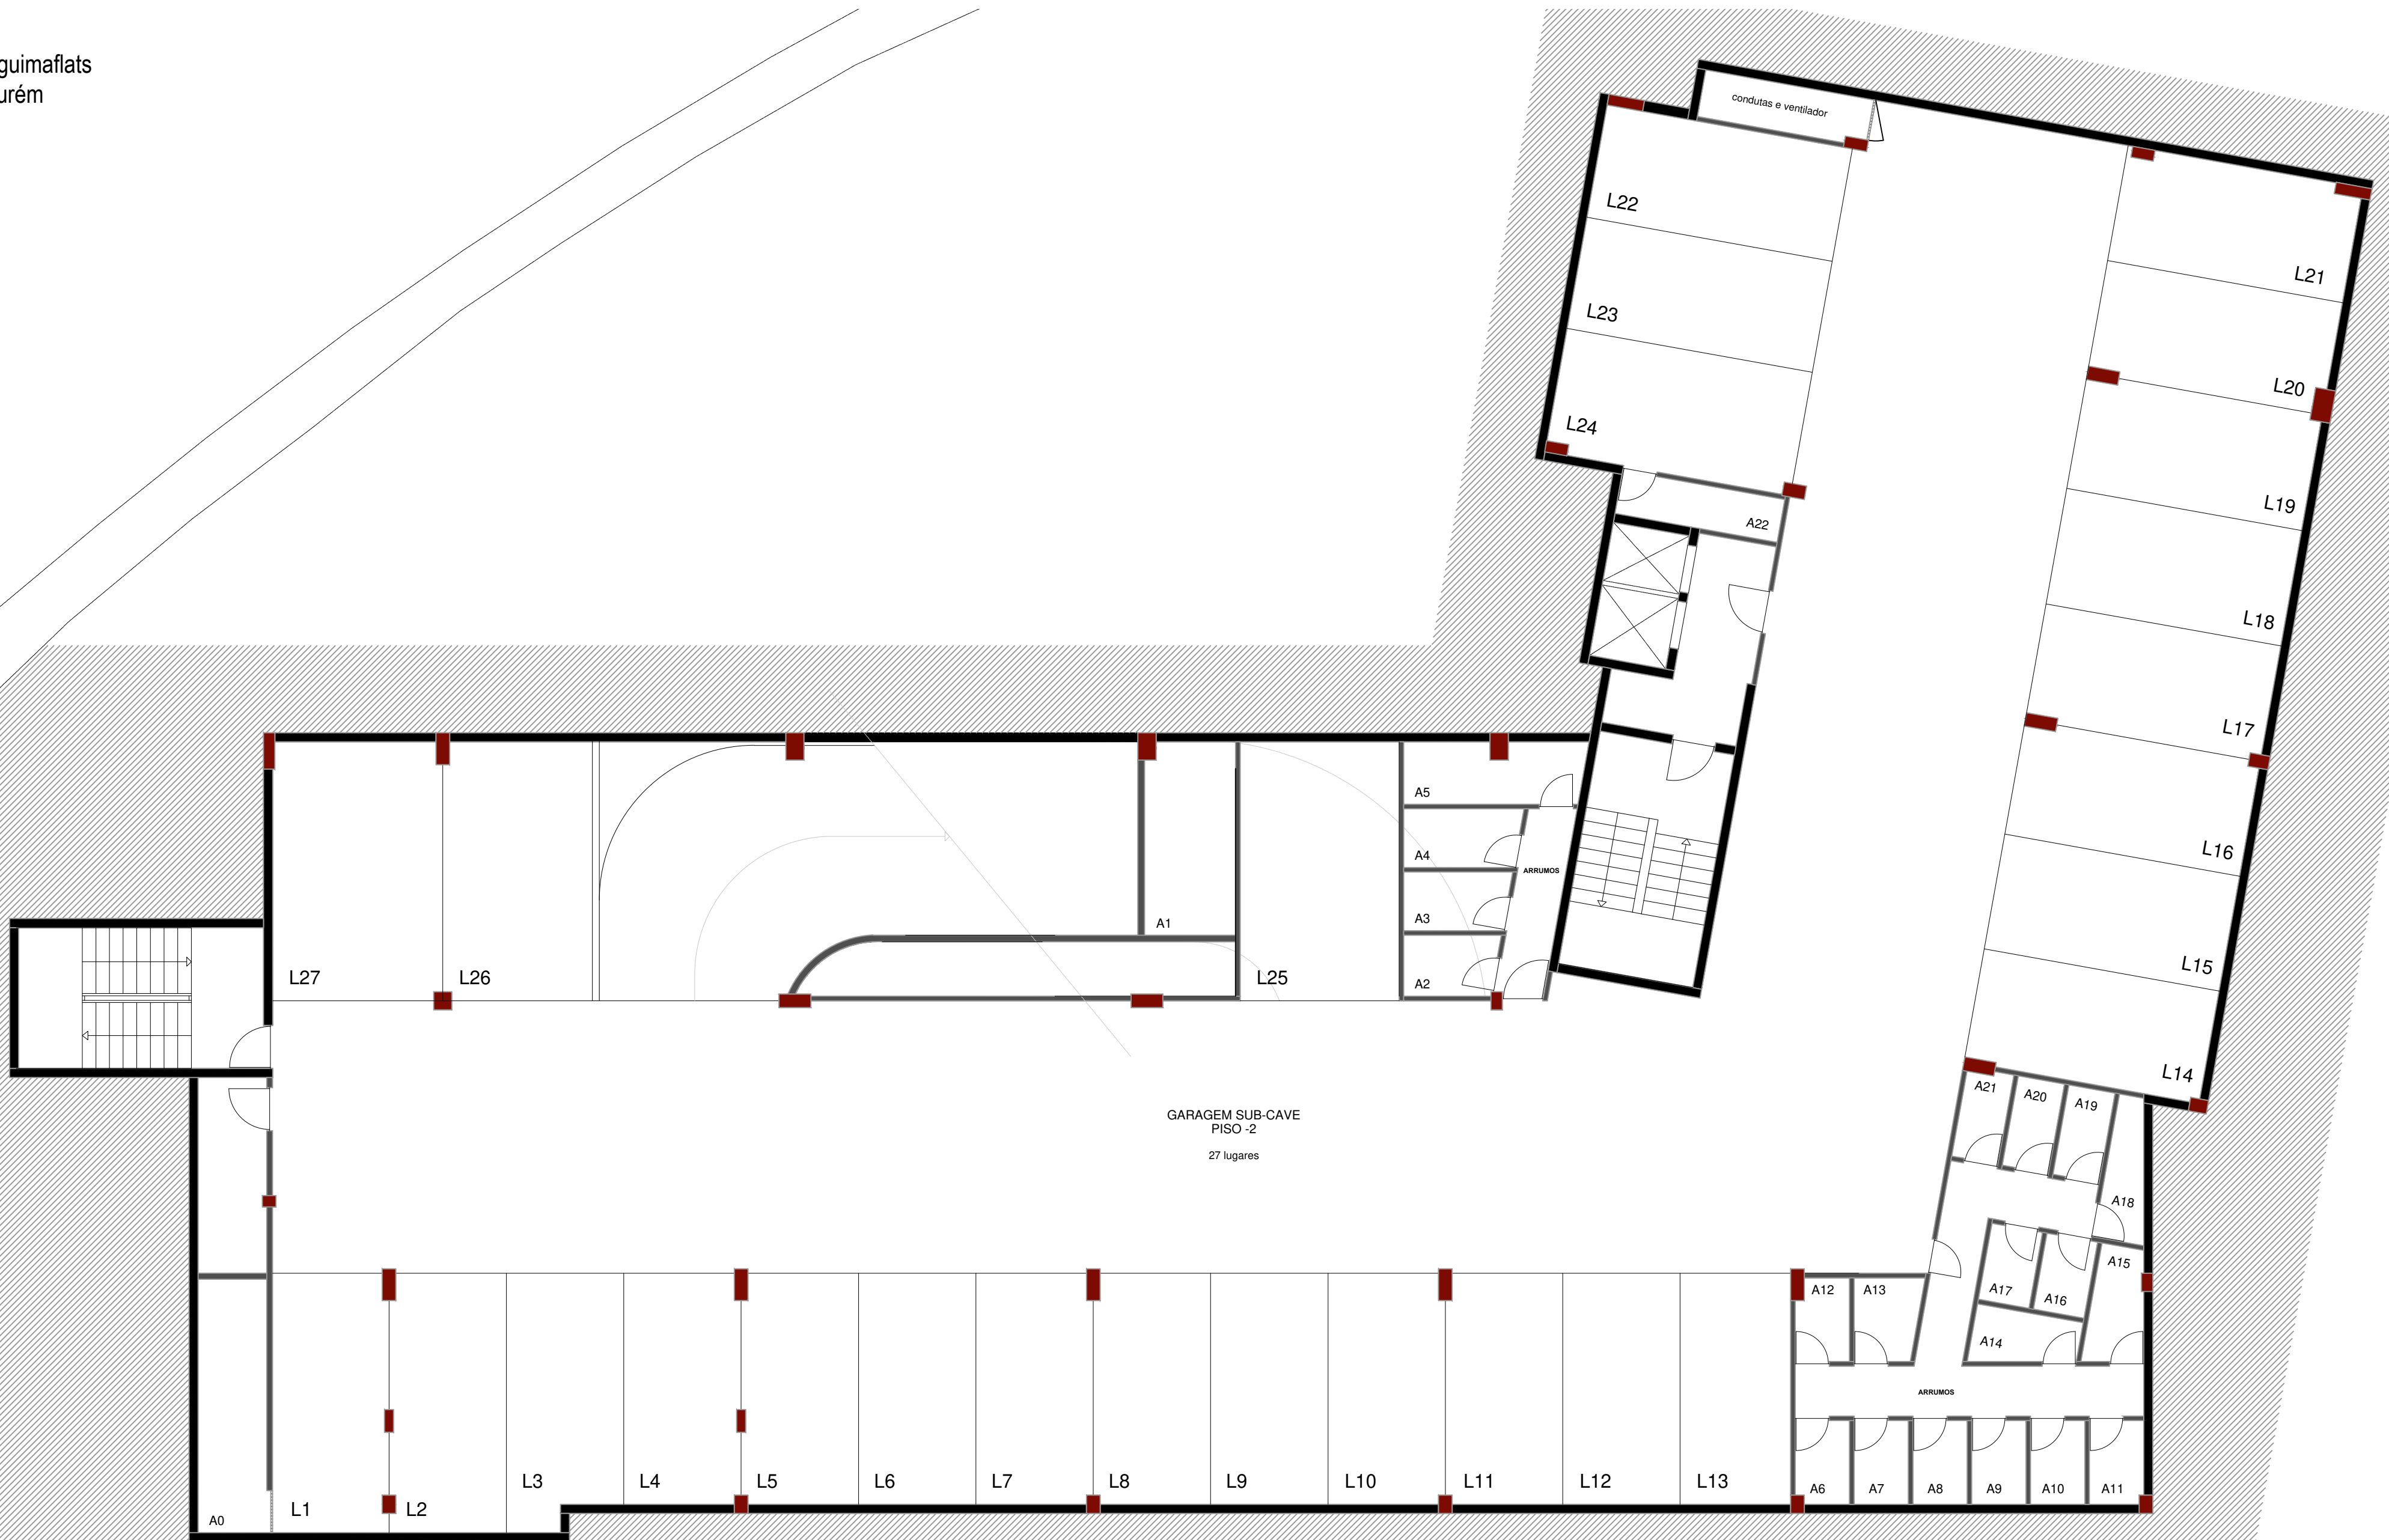 guimaflats
urém
condutas e ventilador
L22
L21
L23
L20
L24
L19
A22
L18
L17
A5
A4
ARRUMOS
L16
A3
A1
L27
L26
L25
A2
L15
L14
A21
A20
A19
GARAGEM SUB-CAVE
PISO -2
27 lugares
A18
A15
A12
A13
A17
A16
A14
ARRUMOS
L3
L4
L5
L6
L7
L8
L9
L10
L11
L12
L13
A6
A7
A8
A9
A10
A11
L1
L2
A0